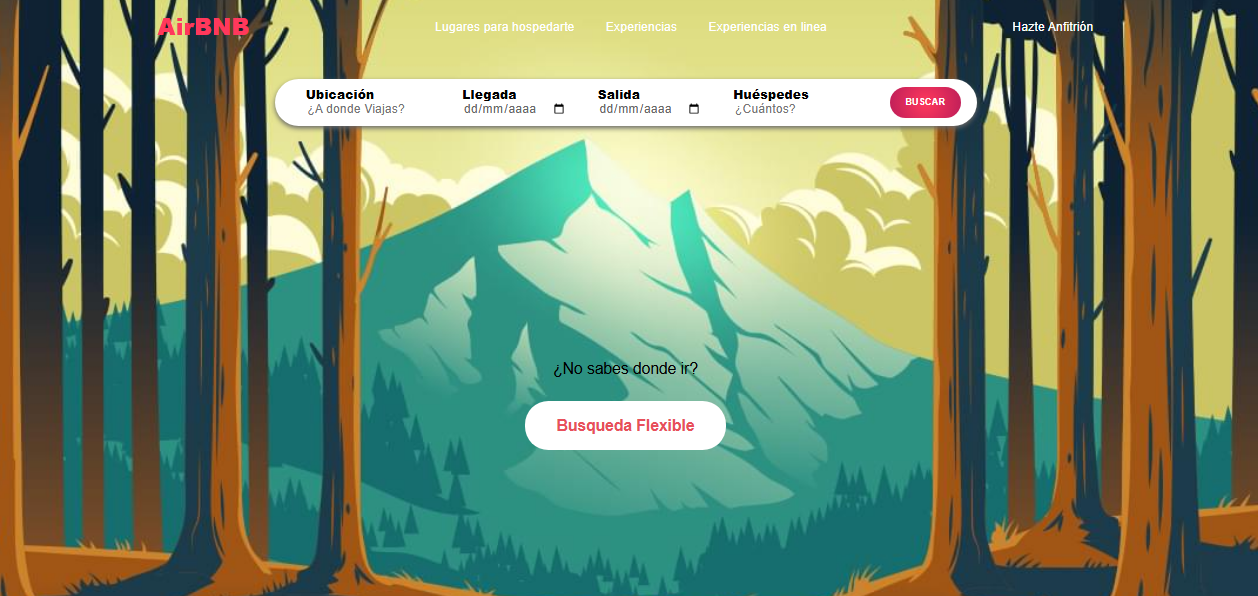 AirBNB
Lugares para hospedarte Experiencias Experiencias en linea
Hazte Anfitrión
Ubicación Llegada Salida Huéspedes
¿A donde Viajas? dd/mm/aaaa dd/mm/aaaa ¿Cuántos?
BUSCAR
¿No sabes donde ir?
Busqueda Flexible